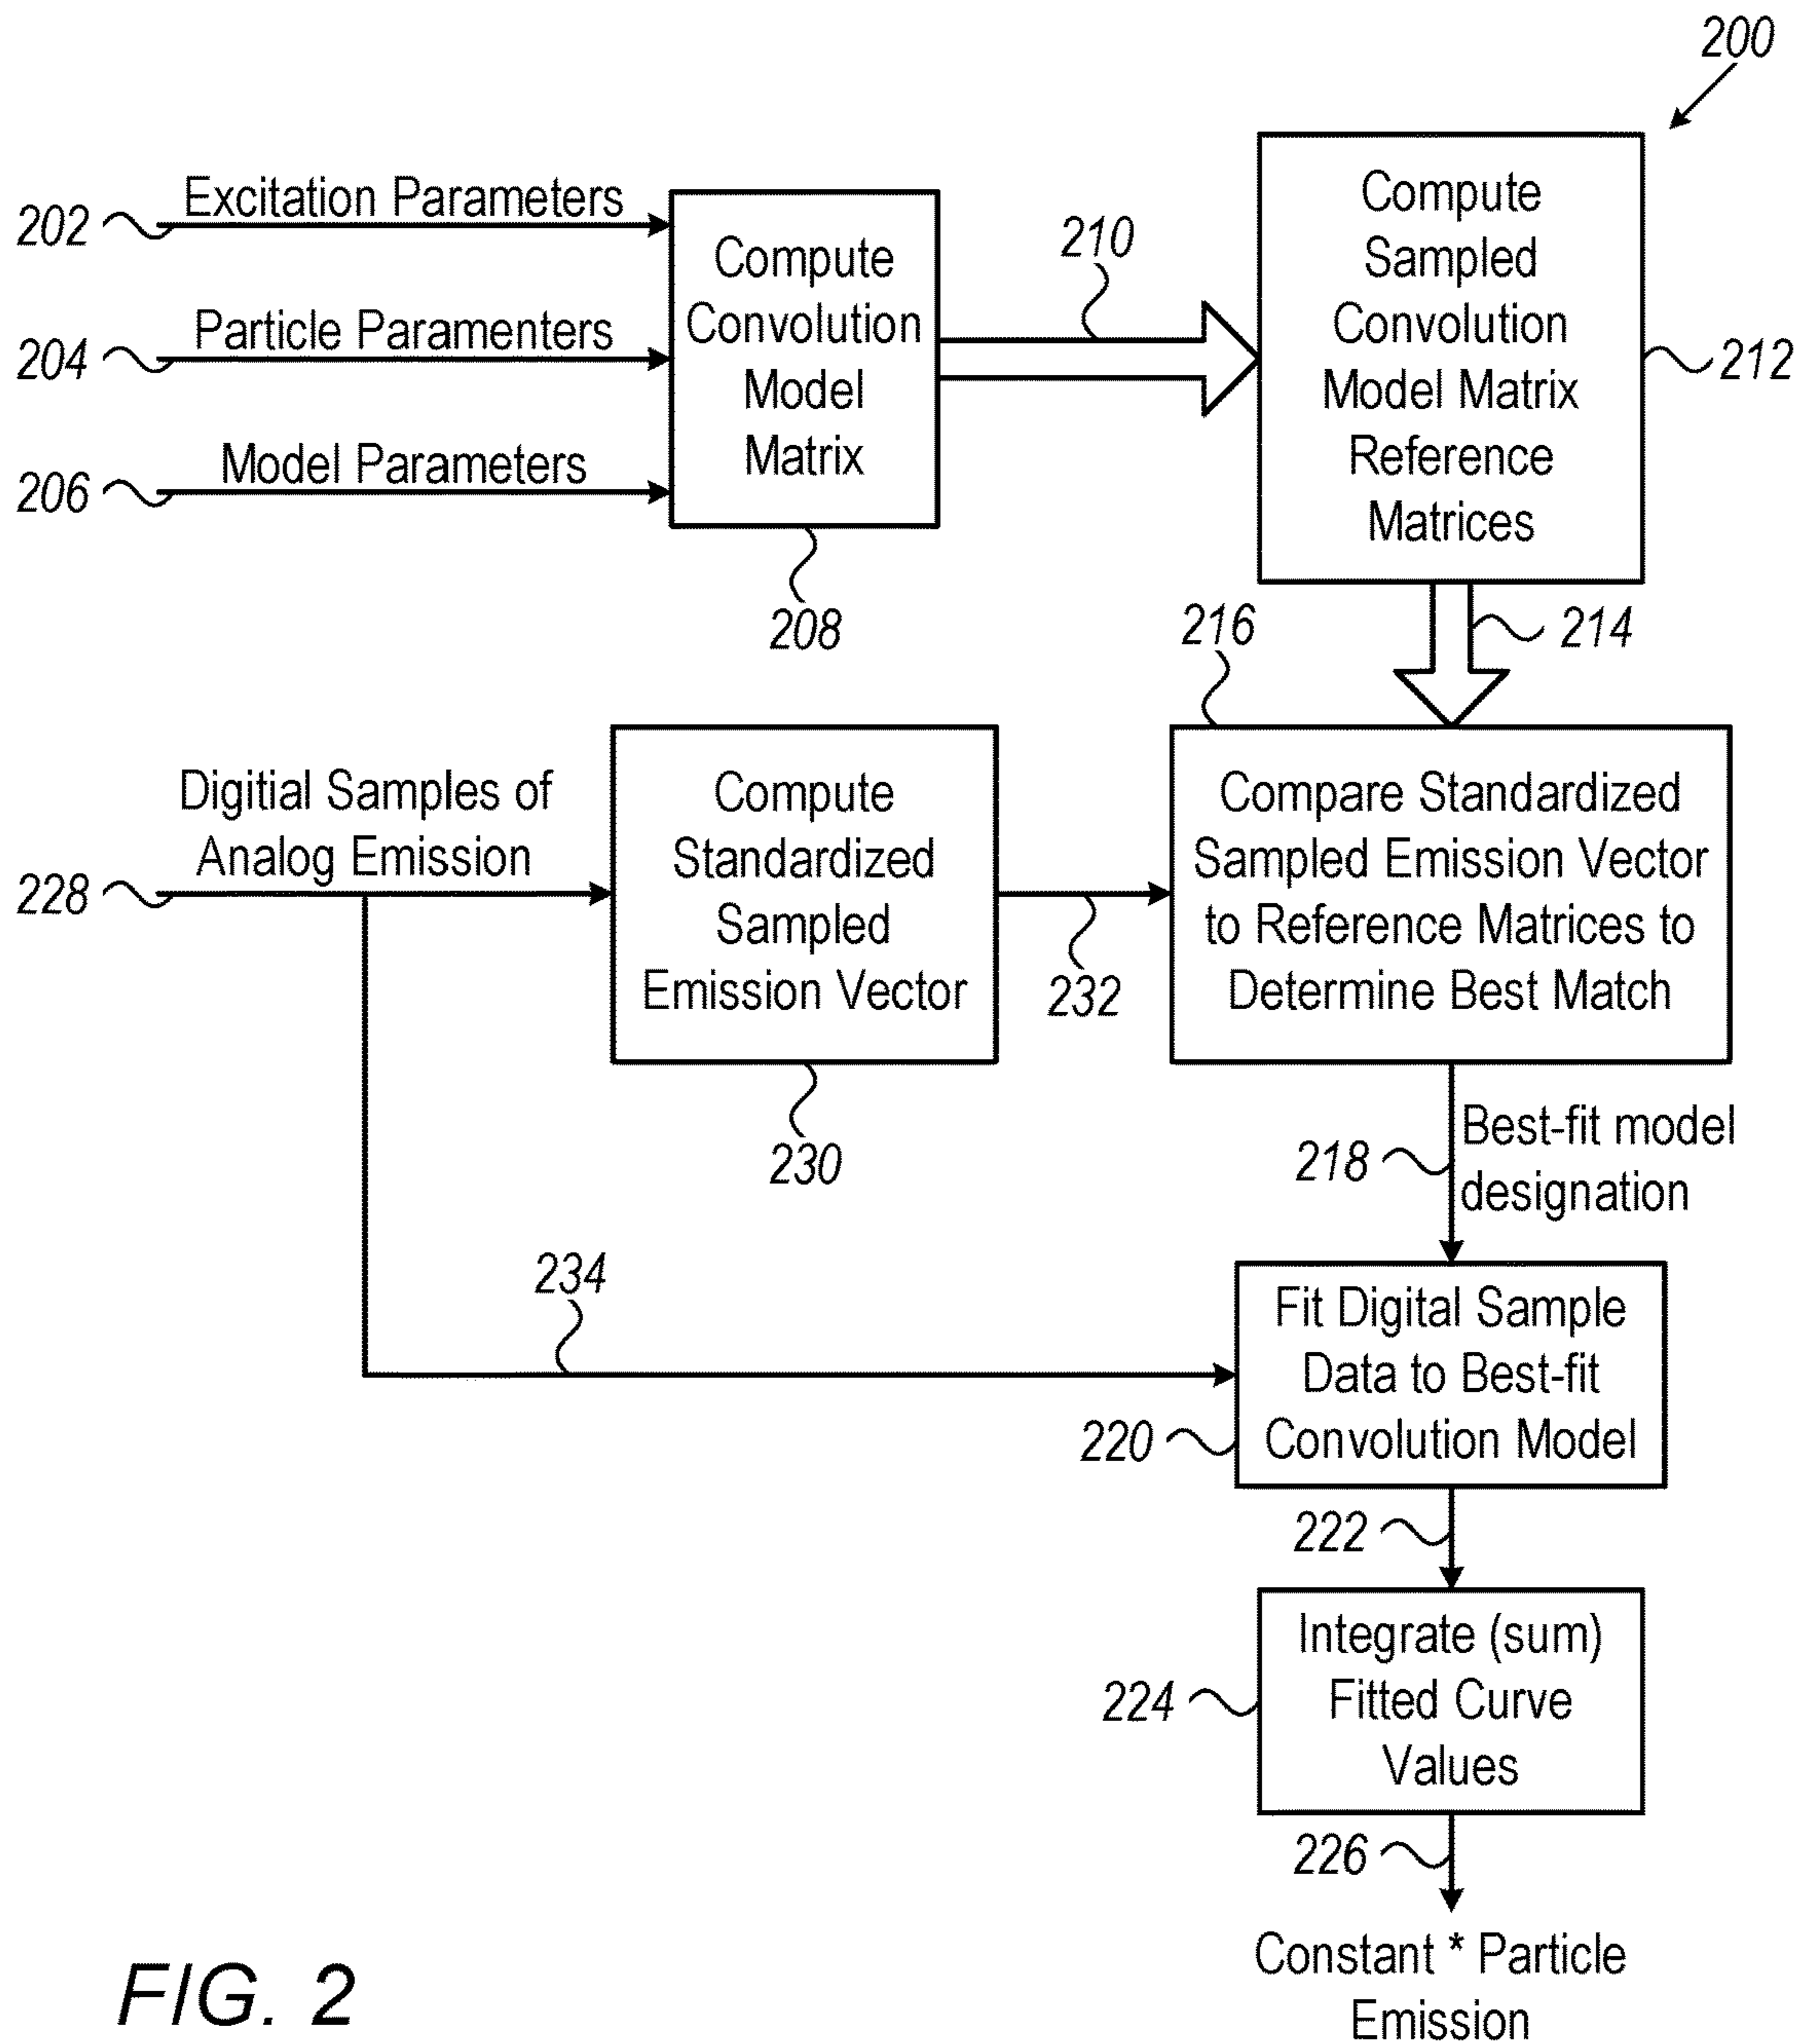 200
Excitation Parameters
202
Particle Paramenters
204
Model Parameters
206
Compute
Convolution
Model
Matrix
208
210
Compute
Sampled
Convolution
Model Matrix
Reference
Matrices
212
214
216
Digitial Samples of
Analog Emission
228
Compute
Standardized
Sampled
Emission Vector
230
232
Compare Standardized
Sampled Emission Vector
to Reference Matrices to
Determine Best Match
218
Best-fit model
designation
234
Fit Digital Sample
Data to Best-fit
Convolution Model
220
222
Integrate (sum)
Fitted Curve
Values
224
226
Constant * Particle
Emission
FIG. 2